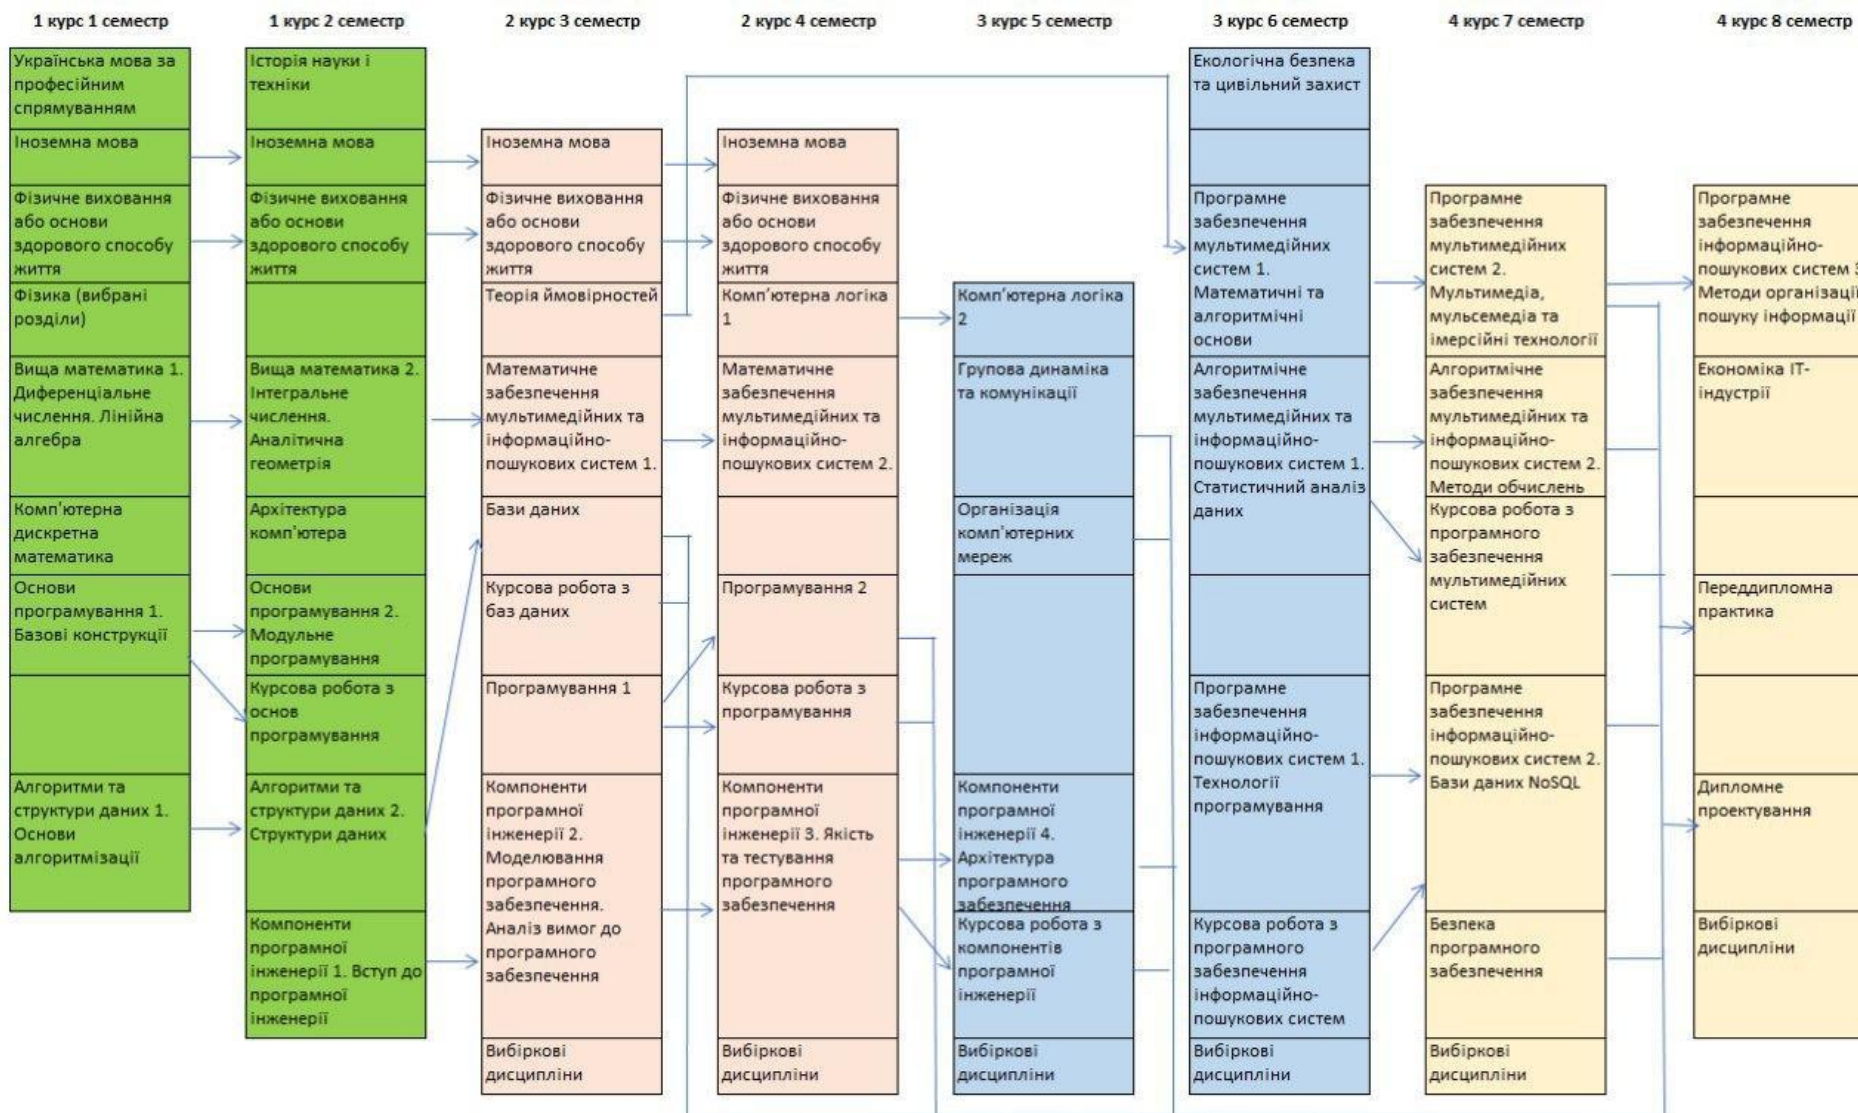 1 курс 1 семестр
1 курс 2 семестр
2 курс 3 семестр
2 курс 4 семестр
3 курс 5 семестр
3 курс 6 семестр
4 курс 7 семестр
4 курс 8 семестр
Українська мова за
професійним
спрямуванням
Іноземна мова
Фізичне виховання
або основи
здорового способу
життя
Фізика (вибрані
розділи)
Вища математика 1.
Диференціальне
числення. Лінійна
алгебра
Комп'ютерна
дискретна
математика
Основи
програмування 1.
Базові конструкції
Алгоритми та
структури даних 1.
Основи
алгоритмізації
Історія науки і
техніки
Іноземна мова
Фізичне виховання
або основи
здорового способу
життя
Вища математика 2.
Інтегральне
числення.
Аналітична
геометрія
Архітектура
комп'ютера
Основи
програмування 2.
Модульне
програмування
Курсова робота з
основ
програмування
Алгоритми та
структури даних 2.
Структури даних
Компоненти
програмної
інженерії 1. Вступ до
програмної
інженерії
Іноземна мова
Фізичне виховання
або основи
здорового способу
життя
Теорія ймовірностей
Математичне
забезпечення
мультимедійних та
інформаційно-
пошукових систем 1.
Бази даних
Курсова робота з
баз даних
Програмування 1
Компоненти
програмної
інженерії 2.
Моделювання
програмного
забезпечення.
Аналіз вимог до
програмного
забезпечення
Вибіркові
дисципліни
Іноземна мова
Фізичне виховання
або основи
здорового способу
життя
Комп'ютерна логіка
1
Математичне
забезпечення
мультимедійних та
інформаційно-
пошукових систем 2.
Програмування 2
Курсова робота з
програмування
Компоненти
програмної
інженерії 3. Якість
та тестування
програмного
забезпечення
Вибіркові
дисципліни
Комп'ютерна логіка
2
Групова динаміка
та комунікації
Організація
комп'ютерних
мереж
Компоненти
програмної
інженерії 4.
Архітектура
програмного
забезпечення
Курсова робота з
компонентів
програмної
інженерії
Вибіркові
дисципліни
Екологічна безпека
та цивільний захист
Програмне
забезпечення
мультимедійних
систем 1.
Математичні та
алгоритмічні
основи
Алгоритмічне
забезпечення
мультимедійних та
інформаційно-
пошукових систем 1.
Статистичний аналіз
даних
Програмне
забезпечення
інформаційно-
пошукових систем 1.
Технології
програмування
Курсова робота з
програмного
забезпечення
інформаційно-
пошукових систем
Вибіркові
дисципліни
Програмне
забезпечення
мультимедійних
систем 2.
Мультимедіа,
мульсемедіа та
імерсійні технології
Алгоритмічне
забезпечення
мультимедійних та
інформаційно-
пошукових систем 2.
Методи обчислень
Курсова робота з
програмного
забезпечення
мультимедійних
систем
Програмне
забезпечення
інформаційно-
пошукових систем 2.
Бази даних NoSQL
Безпека
програмного
забезпечення
Вибіркові
дисципліни
Програмне
забезпечення
інформаційно-
пошукових систем
Методи організації
пошуку інформації
Економіка ІТ-
індустрії
Переддипломна
практика
Дипломне
проектування
Вибіркові
дисципліни